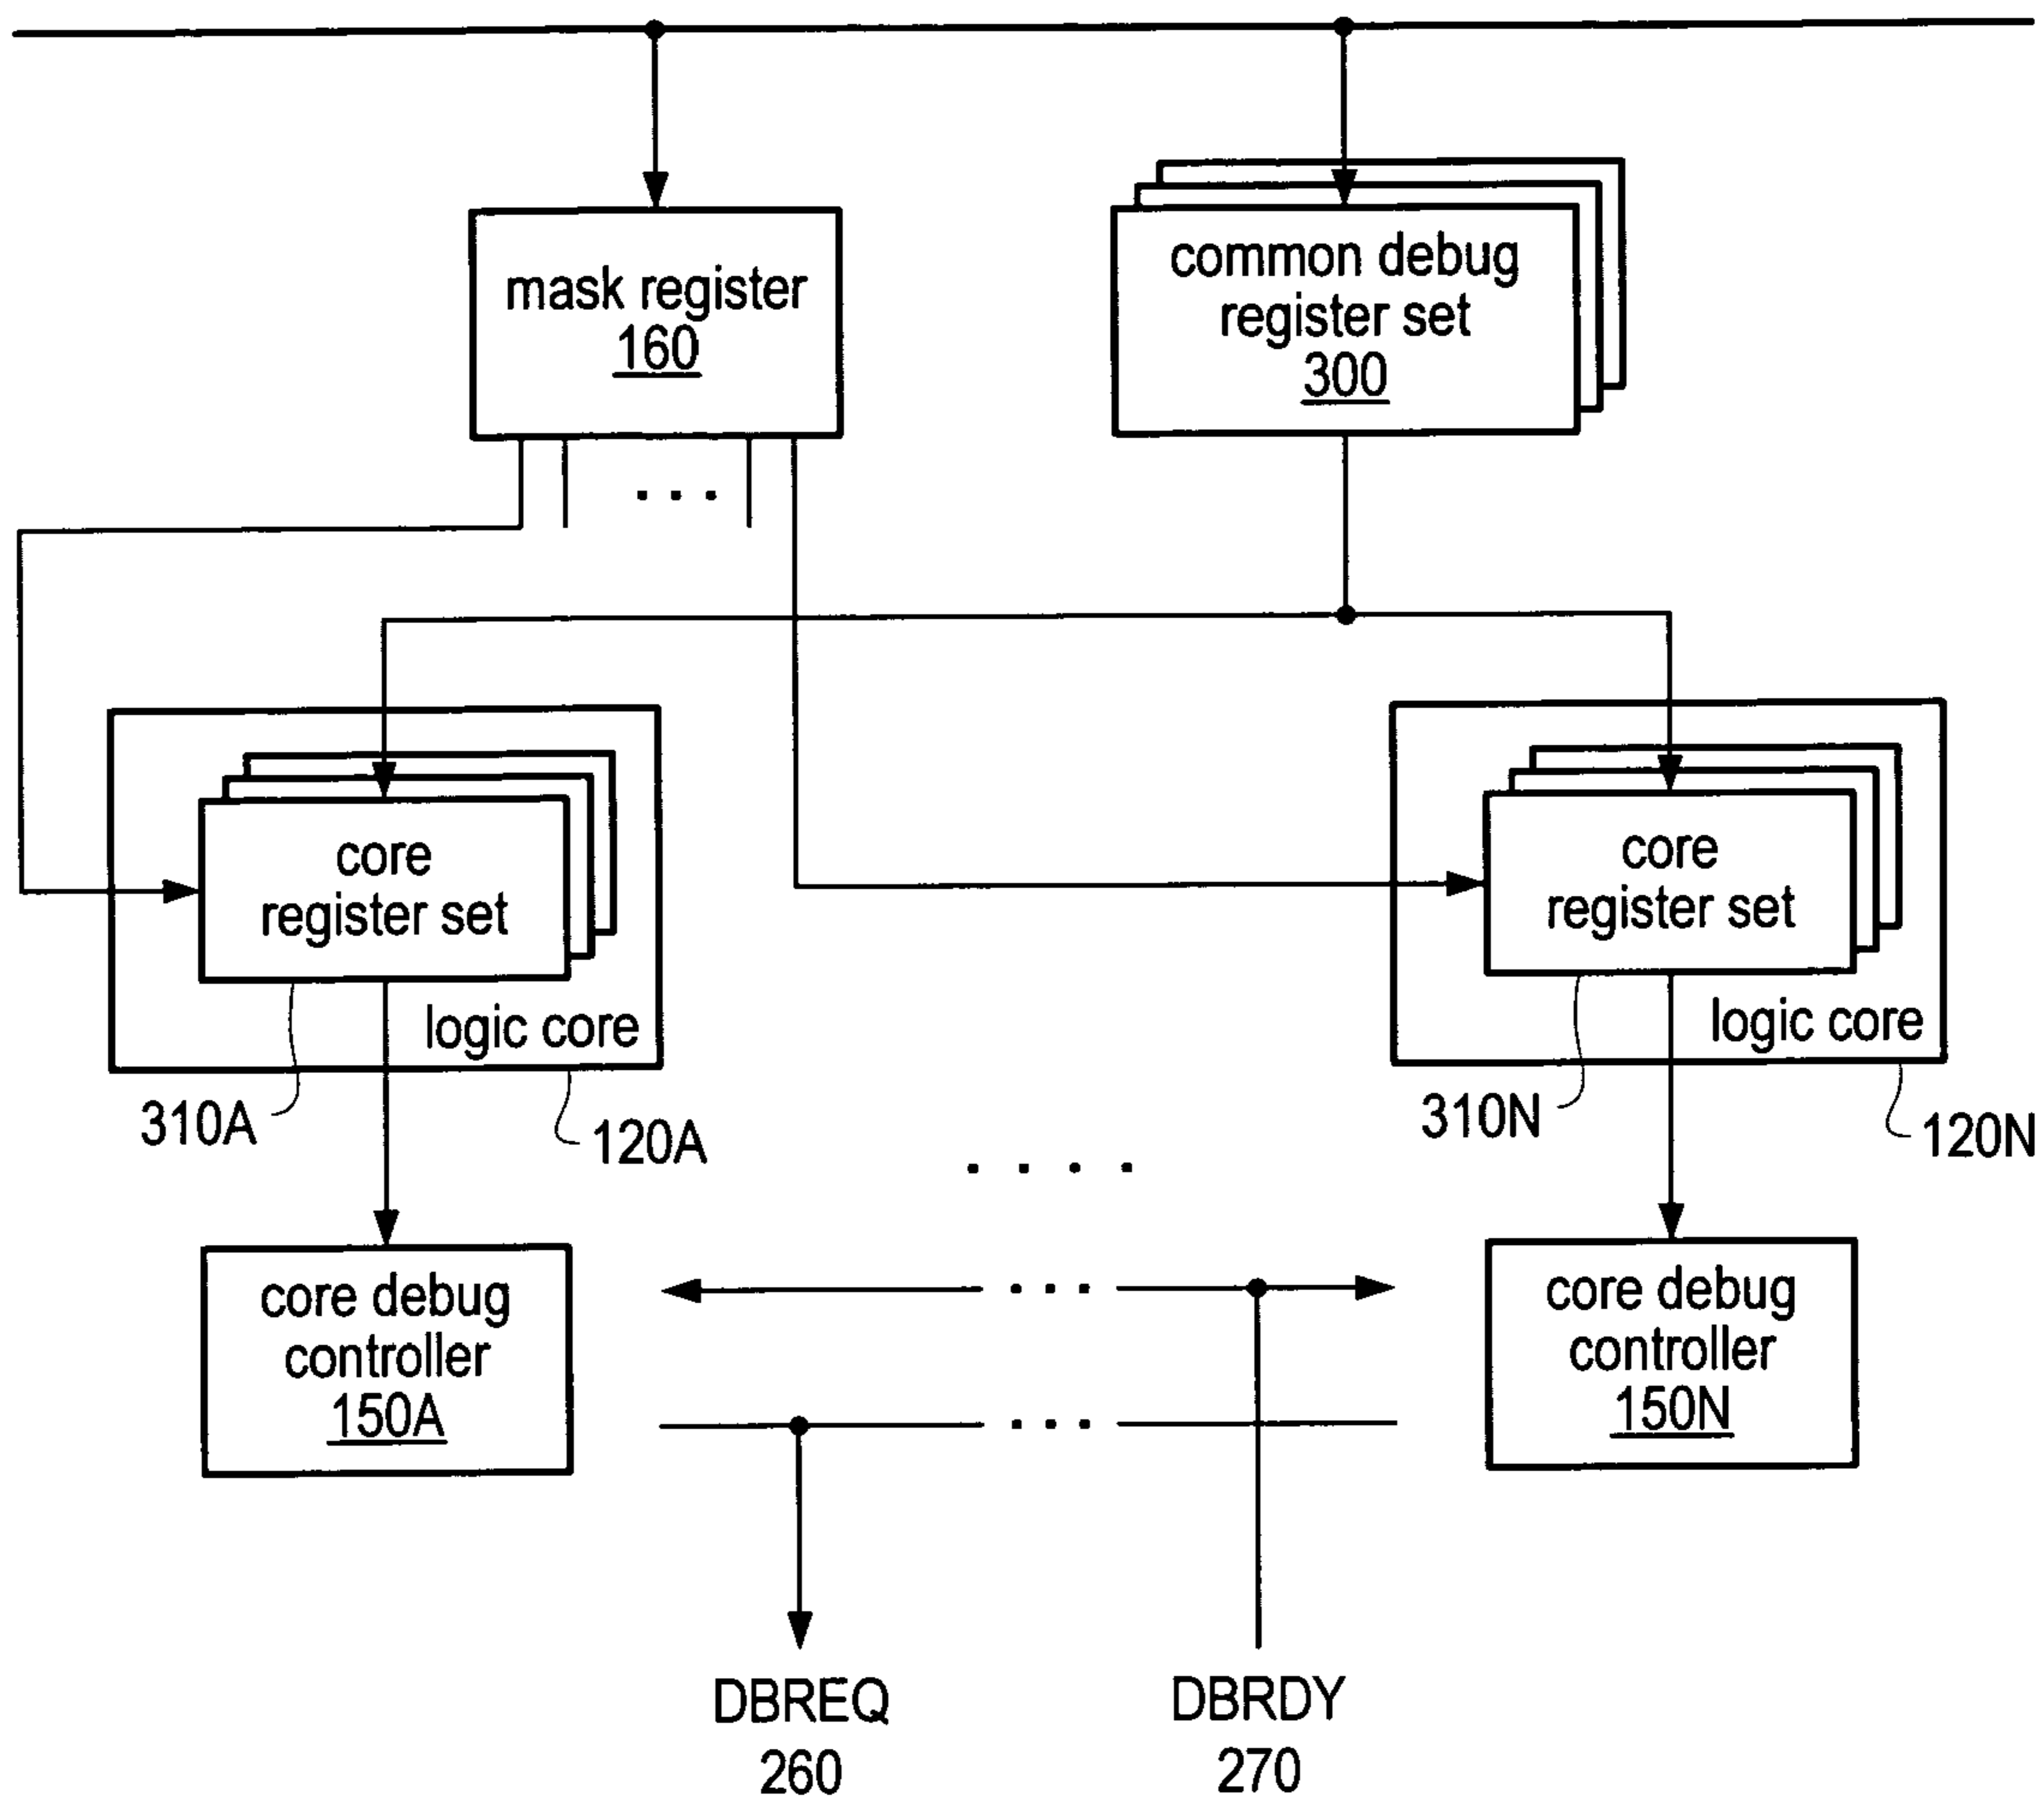 mask register
160
common debug
register set
300
. . .
core
register set
logic core
310A
120A
core
register set
logic core
310N
120N
. . . .
core debug
controller
150A
. . .
. . .
core debug
controller
150N
DBREQ
260
DBRDY
270